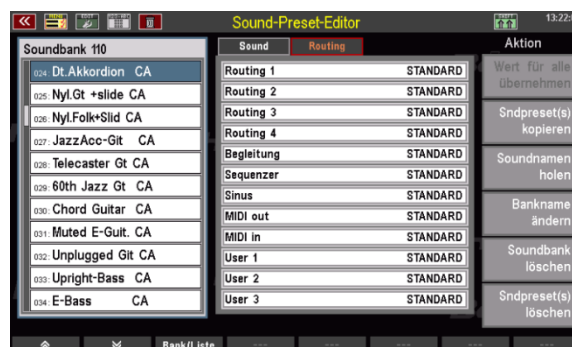 Sound-Preset-Editor
Soundbank 110
024: Dt.Akkordion CA
025: Nyl.Gt +slide CA
026: Nyl.Folk+Slid CA
027: JazzAcc-Git CA
028: Telecaster Gt CA
029: 60th Jazz Gt CA
030: Chord Guitar CA
031: Muted E-Guit. CA
032: Unplugged Git CA
033: Upright-Bass CA
034: E-Bass CA
Sound Routing
Routing 1 STANDARD
Routing 2 STANDARD
Routing 3 STANDARD
Routing 4 STANDARD
Begleitung STANDARD
Sequenzer STANDARD
Sinus STANDARD
MIDI out STANDARD
MIDI in STANDARD
User 1 STANDARD
User 2 STANDARD
User 3 STANDARD
Aktion
Wert für alle
übernehmen
Sndpreset(s)
kopieren
Soundnamen
holen
Bankname
ändern
Soundbank
löschen
Sndpreset(s)
löschen
Bank/Liste --- --- --- --- ---